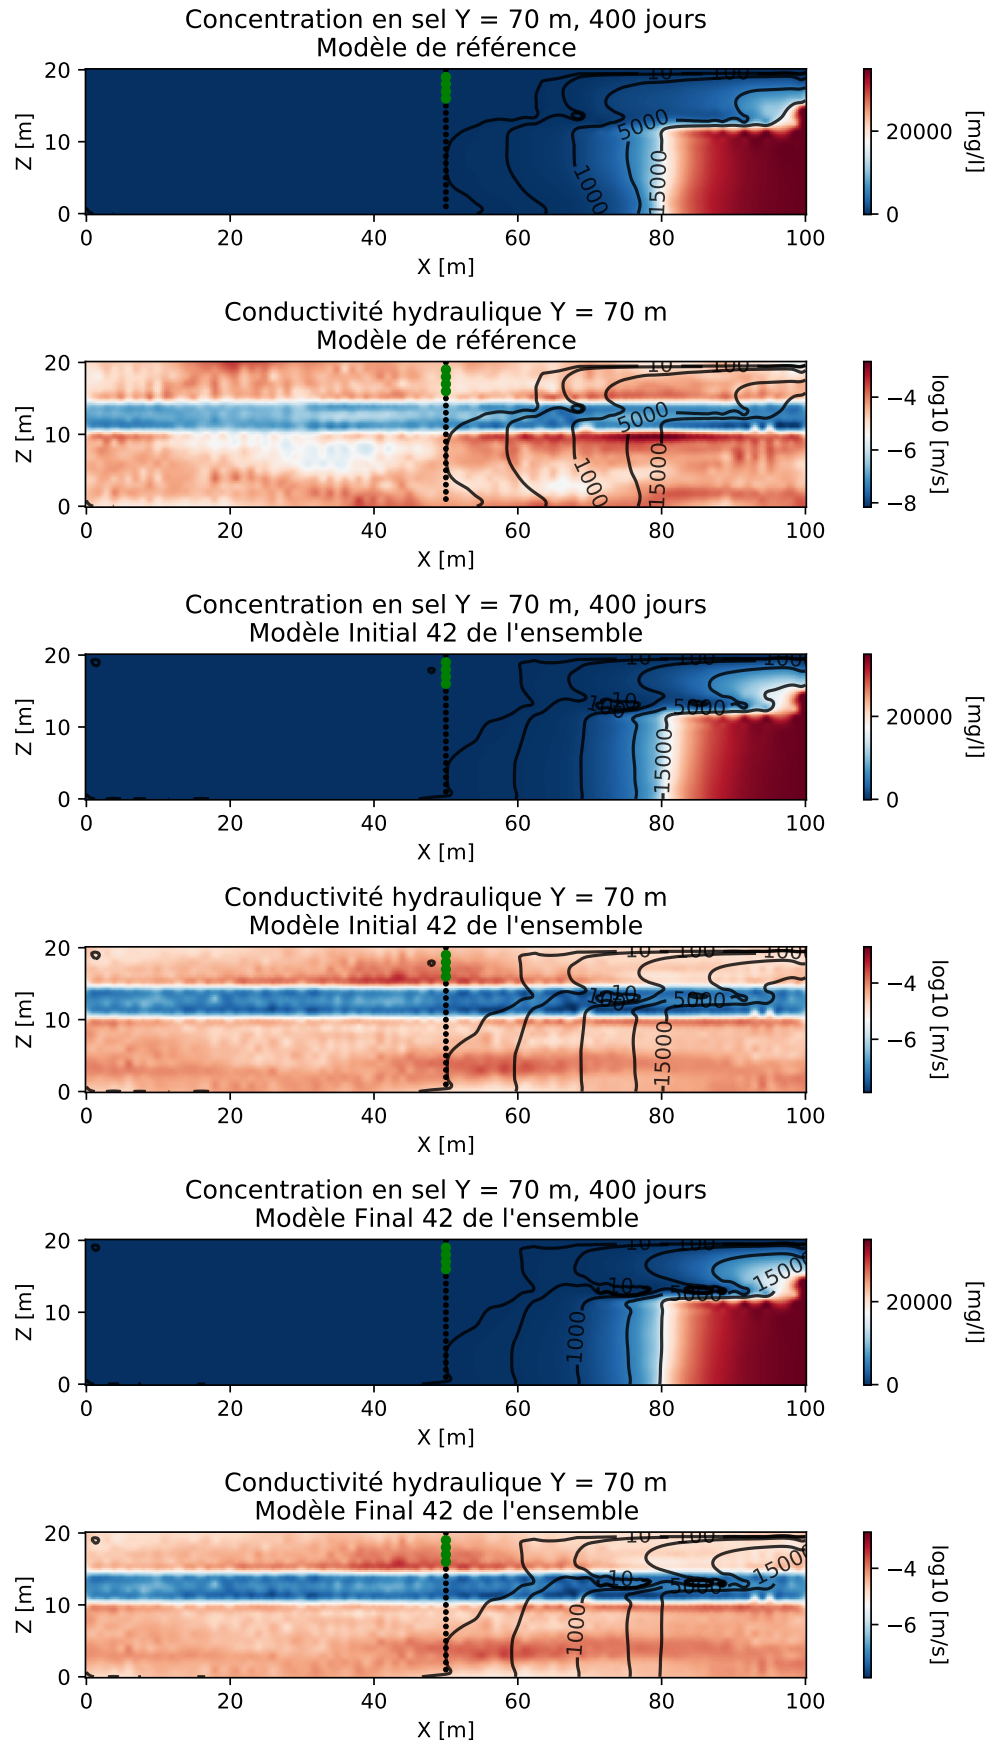 Concentration en sel Y = 70 m, 400 jours
Modèle de référence
20
10
0
Z [m]
10
100
5000
1000
15000
0 20 40 60 80 100
X [m]
20000
0
[mg/l]
Conductivité hydraulique Y = 70 m
Modèle de référence
20
10
0
Z [m]
10
100
5000
1000
15000
0 20 40 60 80 100
X [m]
−4
−6
−8
log10 [m/s]
Concentration en sel Y = 70 m, 400 jours
Modèle Initial 42 de l'ensemble
20
10
0
Z [m]
10
100
10
5000
15000
0 20 40 60 80 100
X [m]
20000
0
[mg/l]
Conductivité hydraulique Y = 70 m
Modèle Initial 42 de l'ensemble
20
10
0
Z [m]
10
100
10
5000
15000
0 20 40 60 80 100
X [m]
−4
−6
log10 [m/s]
Concentration en sel Y = 70 m, 400 jours
Modèle Final 42 de l'ensemble
20
10
0
Z [m]
10
100
15000
10
5000
1000
0 20 40 60 80 100
X [m]
20000
0
[mg/l]
Conductivité hydraulique Y = 70 m
Modèle Final 42 de l'ensemble
20
10
0
Z [m]
10
100
15000
10
5000
1000
0 20 40 60 80 100
X [m]
−4
−6
log10 [m/s]